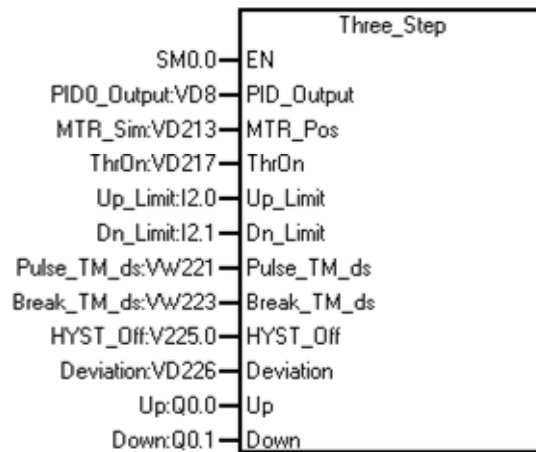 Three_Step
SM0.0 EN
PID0_Output:VD8 PID_Output
MTR_Sim:VD213 MTR_Pos
ThrOn:VD217 ThrOn
Up_Limit:I2.0 Up_Limit
Dn_Limit:I2.1 Dn_Limit
Pulse_TM_ds:VW221 Pulse_TM_ds
Break_TM_ds:VW223 Break_TM_ds
HYST_Off:V225.0 HYST_Off
Deviation:VD226 Deviation
Up:Q0.0 Up
Down:Q0.1 Down